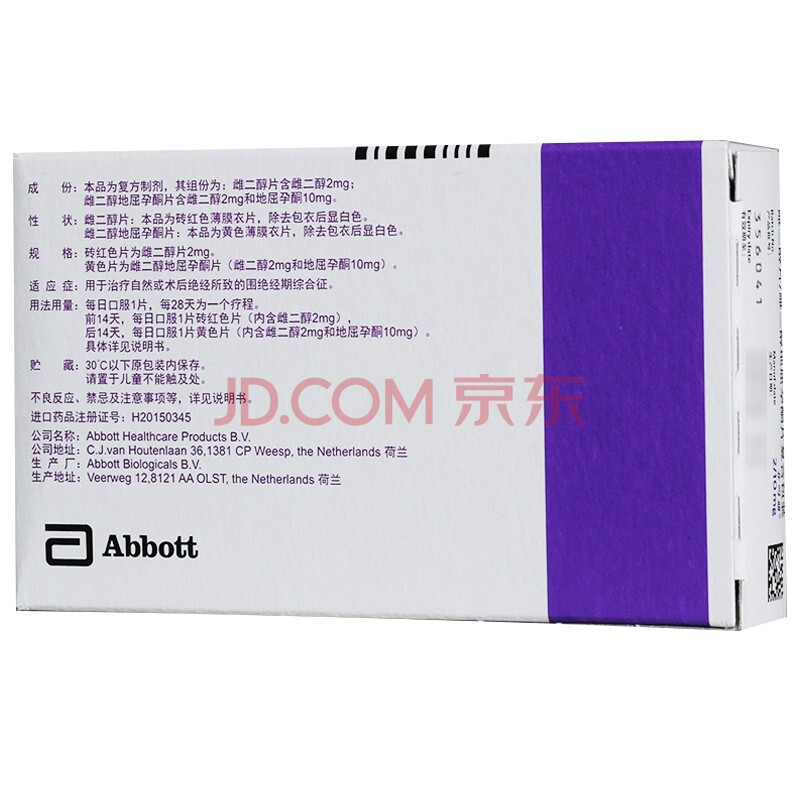 成 份：本品为复方制剂，其组份为：雌二醇片含雌二醇2mg；
雌二醇地屈孕酮片含雌二醇2mg和地屈孕酮10mg。
性 状：雌二醇片：本品为砖红色薄膜衣片，除去包衣后显白色。
雌二醇地屈孕酮片：本品为黄色薄膜衣片，除去包衣后显白色。
规 格：砖红色片为雌二醇片2mg。
黄色片为雌二醇地屈孕酮片（雌二醇2mg和地屈孕酮10mg）。
适 应 症：用于治疗自然或术后绝经所致的围绝经期综合征。
用法用量：每日口服1片，每28天为一个疗程。
前14天，每日口服1片砖红色片（内含雌二醇2mg），
后14天，每日口服1片黄色片（内含雌二醇2mg和地屈孕酮10mg）。
具体详见说明书。
贮 藏：30℃以下原包装内保存。
请置于儿童不能触及处。
不良反应、禁忌及注意事项等，详见说明书。
进口药品注册证号：H20150345
公司名称：Abbott Healthcare Products B.V.
公司地址：C.J.van Houtenlaan 36,1381 CP Weesp, the Netherlands 荷兰
生 产 厂：Abbott Biologicals B.V.
生产地址：Veerweg 12,8121 AA OLST, the Netherlands 荷兰
Abbott
JD.COM 京东
356041
Batch No:
Expiry date
2/10 mg